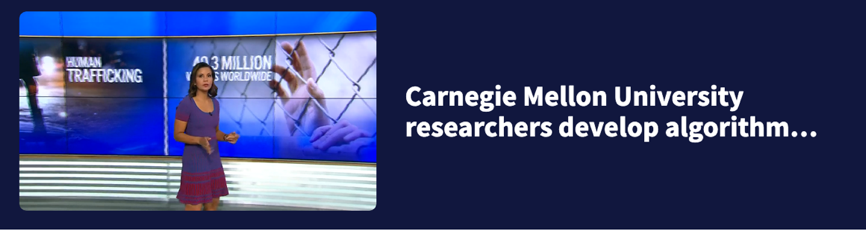 HUMAN
TRAFFICKING
MILLION
WORLDWIDE
Carnegie Mellon University
researchers develop algorithm...